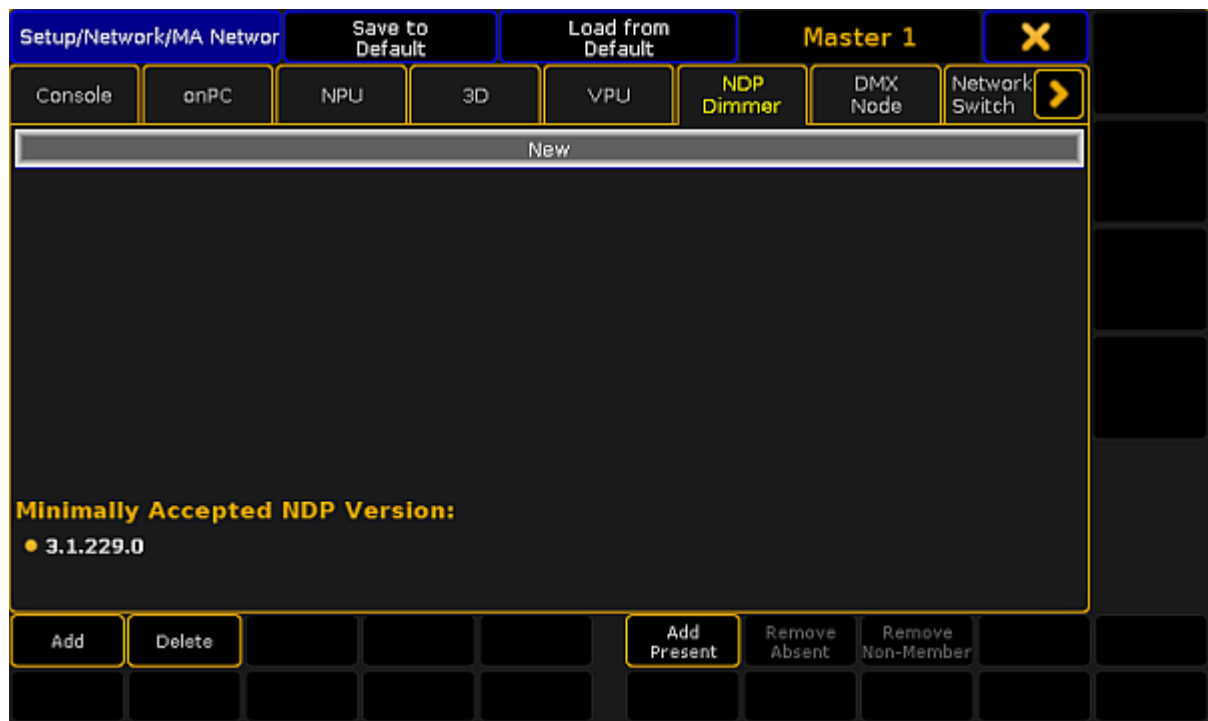 Setup/Network/MA Networ
Save to
Default
Load from
Default
Master 1
Console
onPC
NPU
3D
VPU
NDP
Dimmer
DMX
Node
Network
Switch
New
Minimally Accepted NDP Version:
3.1.229.0
Add
Delete
Add
Present
Remove
Absent
Remove
Non-Member